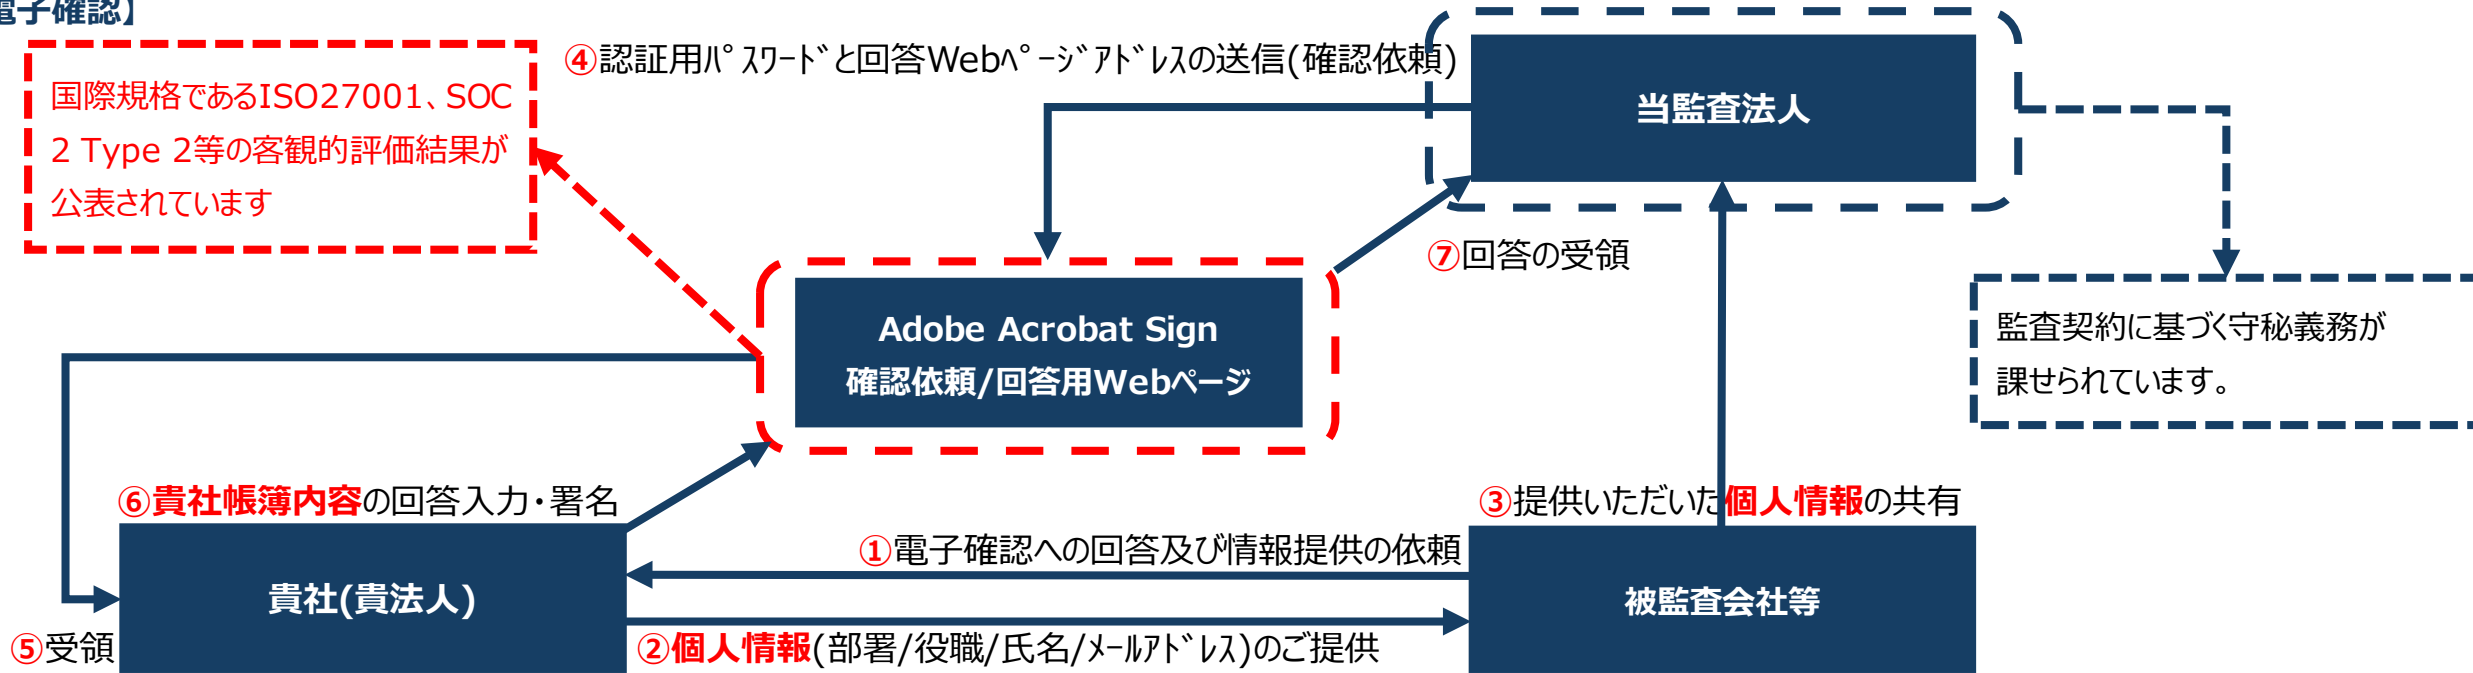 電子確認】
④認証用ﾊﾟｽﾜｰﾄﾞと回答Webﾍﾟｰｼﾞｱﾄﾞﾚｽの送信(確認依頼)
国際規格であるISO27001、SOC
2 Type 2等の客観的評価結果が
公表されています
当監査法人
⑦回答の受領
Adobe Acrobat Sign
確認依頼/回答用Webページ
監査契約に基づく守秘義務が
課せられています。
⑥貴社帳簿内容の回答入力・署名
③提供いただいた個人情報の共有
①電子確認への回答及び情報提供の依頼
貴社(貴法人)
被監査会社等
⑤受領
②個人情報(部署/役職/氏名/ﾒｰﾙｱﾄﾞﾚｽ)のご提供